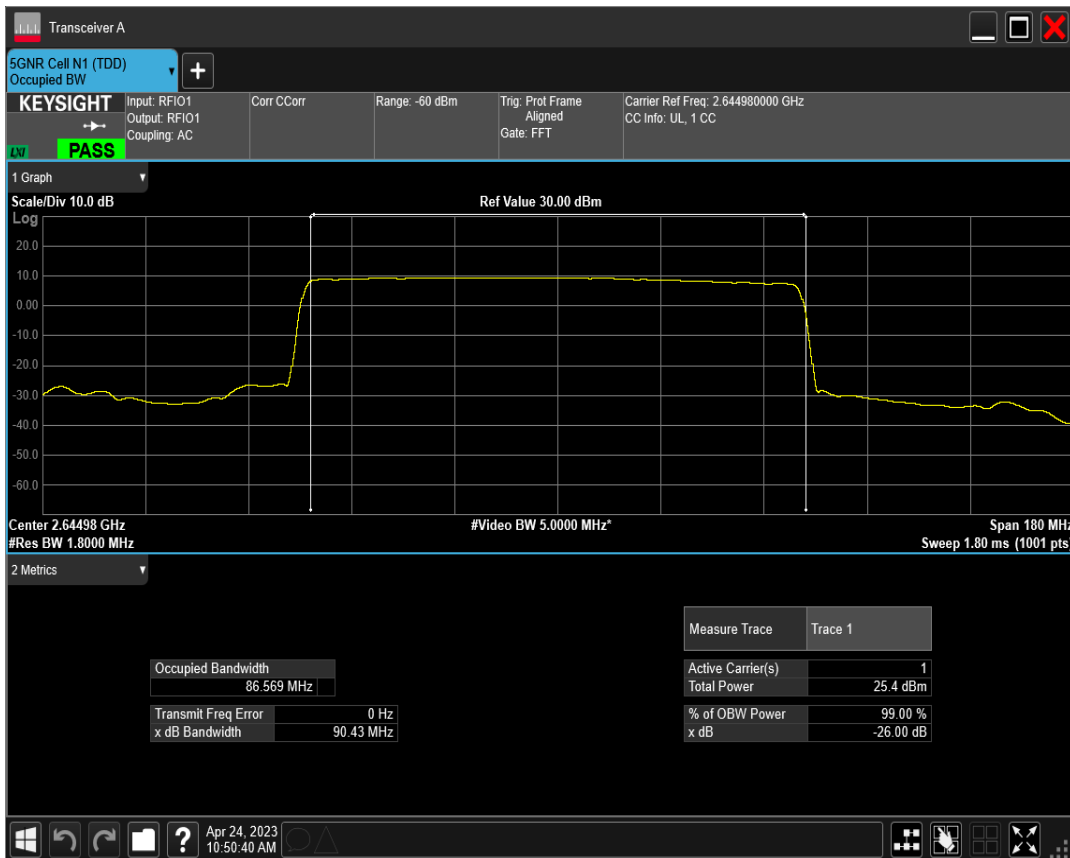 Transceiver A
5GNR Cell N1 (TDD)
Occupied BW
+
KEYSIGHT
LXI PASS
Input: RFIO1
Output: RFIO1
Coupling: AC
Corr CCorr
Range: -60 dBm
Trig: Prot Frame
Aligned
Gate: FFT
Carrier Ref Freq: 2.644980000 GHz
CC Info: UL, 1 CC
1 Graph
Scale/Div 10.0 dB Ref Value 30.00 dBm
Log
20.0
10.0
0.00
-10.0
-20.0
-30.0
-40.0
-50.0
-60.0
Center 2.64498 GHz #Video BW 5.0000 MHz* Span 180 MHz
#Res BW 1.8000 MHz Sweep 1.80 ms (1001 pts)
2 Metrics
Measure Trace Trace 1
Occupied Bandwidth
86.569 MHz
Transmit Freq Error 0 Hz
x dB Bandwidth 90.43 MHz
Active Carrier(s) 1
Total Power 25.4 dBm
% of OBW Power 99.00 %
x dB -26.00 dB
?
Apr 24, 2023
10:50:40 AM